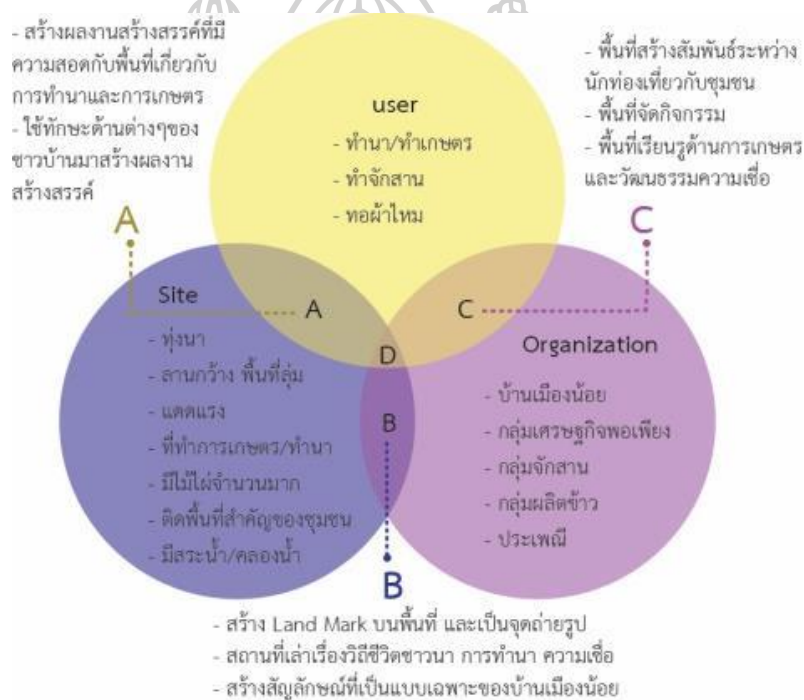 - สร้างผลงานสร้างสรรค์ที่มี
ความสอดกับพื้นที่เกี่ยวกับ
การทำนาและการเกษตร
- ใช้ทักษะด้านต่างๆของ
ชาวบ้านมาสร้างผลงาน
สร้างสรรค์
A
user
- ทำนา/ทำเกษตร
- ทำจักสาน
- ทอผ้าไหม
- พื้นที่สร้างสัมพันธ์ระหว่าง
นักท่องเที่ยวกับชุมชน
- พื้นที่จัดกิจกรรม
- พื้นที่เรียนรู้ด้านการเกษตร
และวัฒนธรรมความเชื่อ
C
Site
- ทุ่งนา
- ลานกว้าง พื้นที่ลุ่ม
- แดดแรง
- ที่ทำการเกษตร/ทำนา
- มีไม้ไผ่จำนวนมาก
- ติดพื้นที่สำคัญของชุมชน
- มีสระน้ำ/คลองน้ำ
A
C
D
B
Organization
- บ้านเมืองน้อย
- กลุ่มเศรษฐกิจพอเพียง
- กลุ่มจักสาน
- กลุ่มผลิตข้าว
- ประเพณี
B
- สร้าง Land Mark บนพื้นที่ และเป็นจุดถ่ายรูป
- สถานที่เล่าเรื่องวิถีชีวิตชาวนา การทำนา ความเชื่อ
- สร้างสัญลักษณ์ที่เป็นแบบเฉพาะของบ้านเมืองน้อย